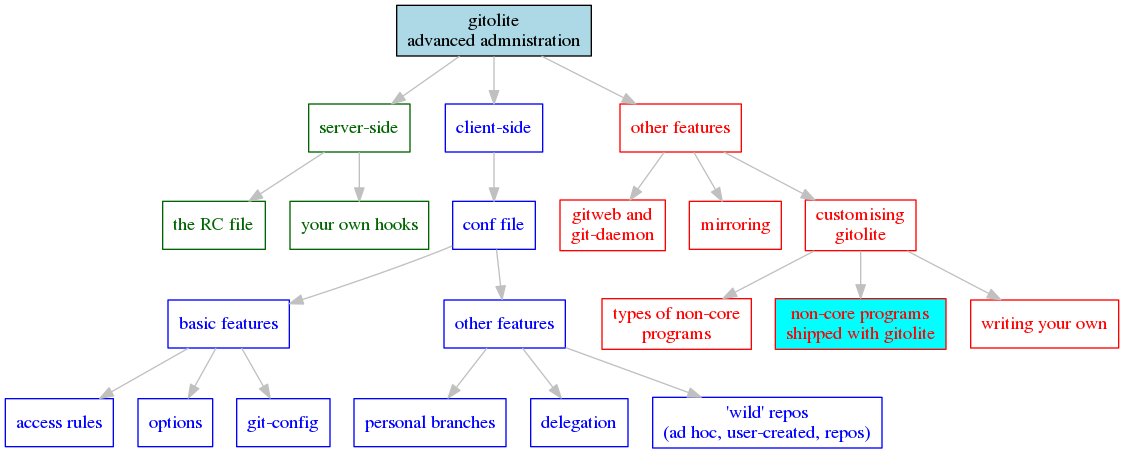 gitolite
advanced admnistration
server-side
client-side
other features
the RC file
your own hooks
conf file
gitweb and
git-daemon
mirroring
customising
gitolite
basic features
other features
types of non-core
programs
non-core programs
shipped with gitolite
writing your own
access rules
options
git-config
personal branches
delegation
'wild' repos
(ad hoc, user-created, repos)